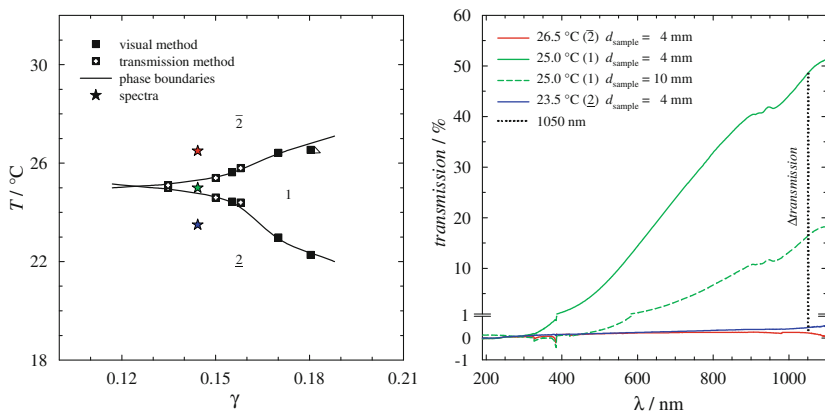 visual method
transmission method
phase boundaries
spectra
2̅
1
2̲
30
26
22
18
T / °C
0.12
0.15
0.18
0.21
γ
26.5 °C (2̅) d_sample = 4 mm
25.0 °C (1) d_sample = 4 mm
25.0 °C (1) d_sample = 10 mm
23.5 °C (2̲) d_sample = 4 mm
1050 nm
Δtransmission
60
50
40
30
20
10
1
0
-1
transmission / %
200
400
600
800
1000
λ / nm